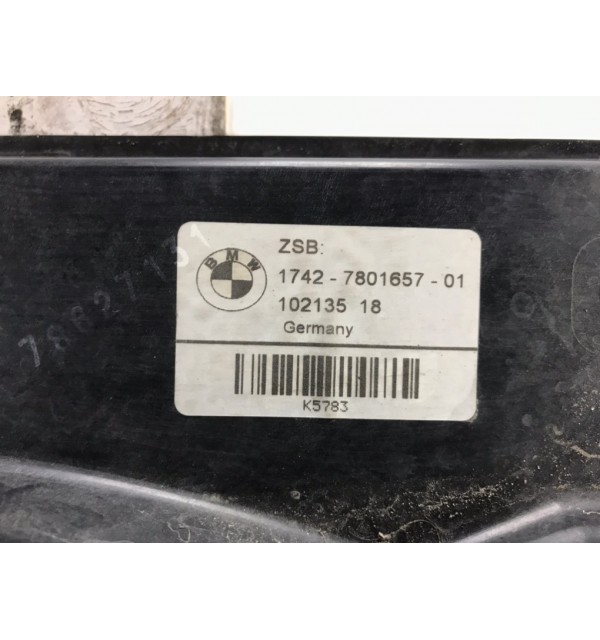 ZSB:
BMW
1742 - 7801657 - 01
102135 18
Germany
K5783